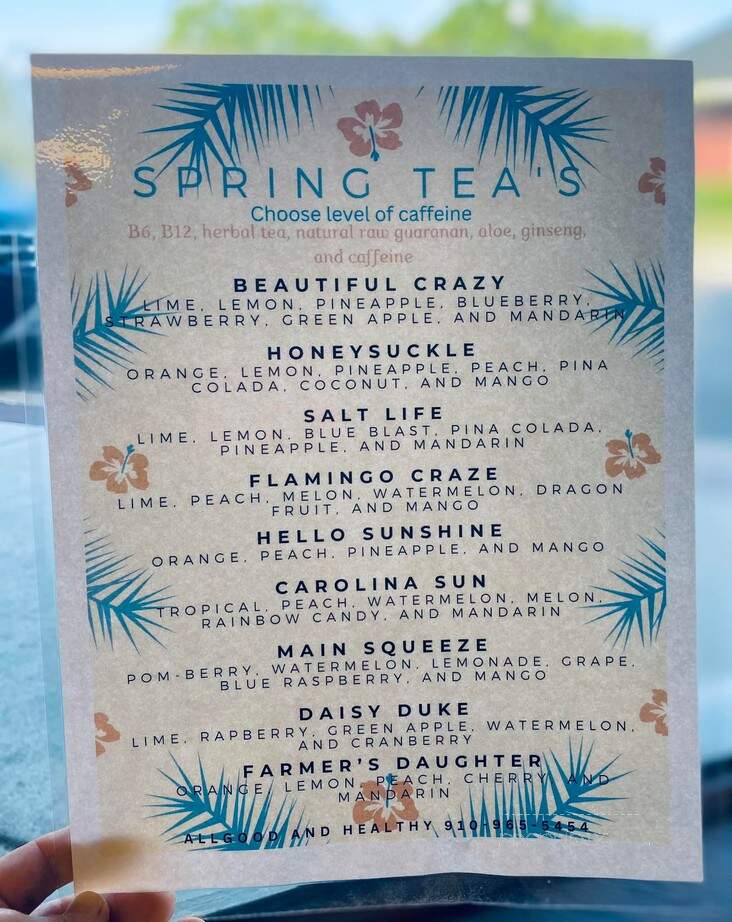 SPRING TEA'S
Choose level of caffeine
B6, B12, herbal tea, natural raw guaranan, aloe, ginseng,
and caffeine
BEAUTIFUL CRAZY
LIME, LEMON, PINEAPPLE, BLUEBERRY,
STRAWBERRY, GREEN APPLE, AND MANDARIN
HONEYSUCKLE
ORANGE, LEMON, PINEAPPLE, PEACH, PINA
COLADA, COCONUT, AND MANGO
SALT LIFE
LIME, LEMON, BLUE BLAST, PINA COLADA,
PINEAPPLE, AND MANDARIN
FLAMINGO CRAZE
LIME, PEACH, MELON, WATERMELON, DRAGON
FRUIT, AND MANGO
HELLO SUNSHINE
ORANGE, PEACH, PINEAPPLE, AND MANGO
CAROLINA SUN
TROPICAL, PEACH, WATERMELON, MELON,
RAINBOW CANDY, AND MANDARIN
MAIN SQUEEZE
POM-BERRY, WATERMELON, LEMONADE, GRAPE,
BLUE RASPBERRY, AND MANGO
DAISY DUKE
LIME, RAPBERRY, GREEN APPLE, WATERMELON,
AND CRANBERRY
FARMER'S DAUGHTER
ORANGE, LEMON, PEACH, CHERRY AND
MANDARIN
ALLGOOD AND HEALTHY 910-965-5454